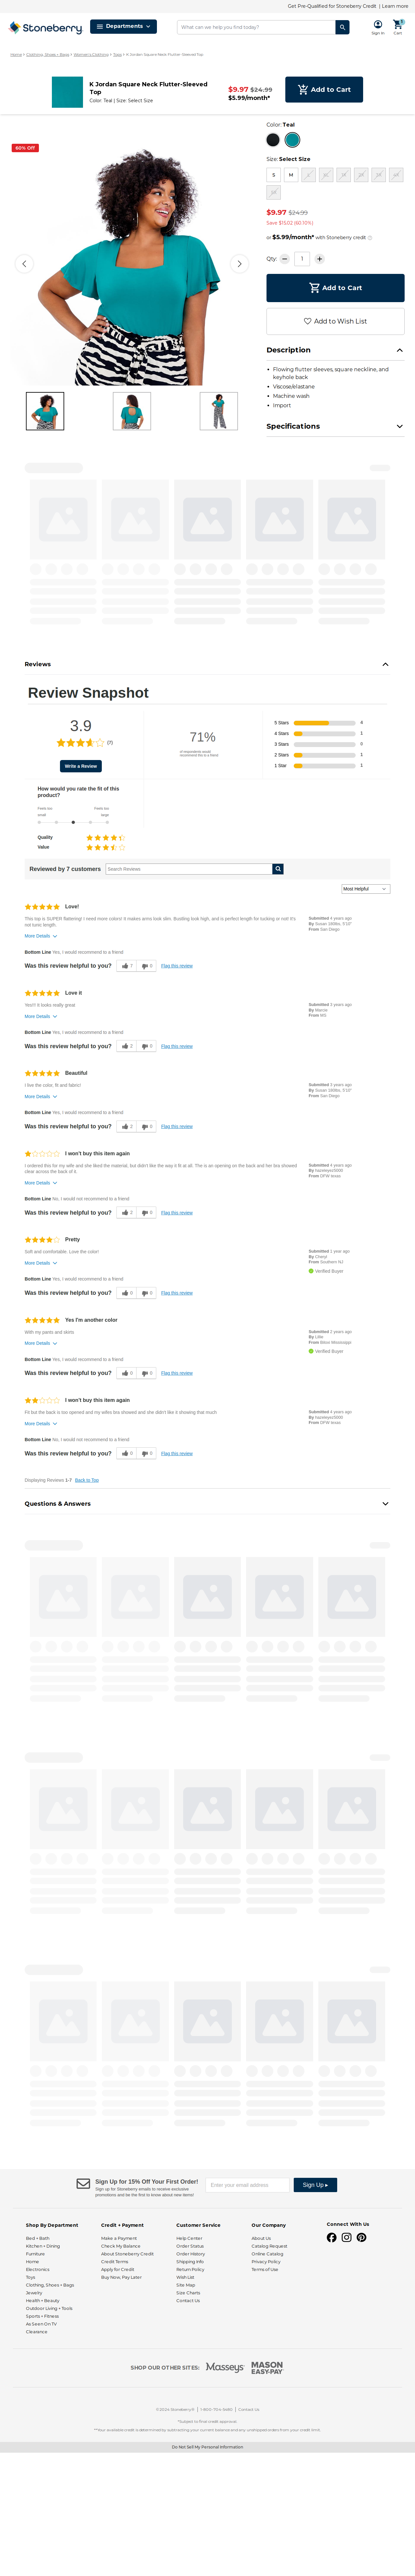 Get Pre-Qualified for Stoneberry Credit | Learn more
Stoneberry
Departments
What can we help you find today?
Sign In
Cart
Home > Clothing, Shoes + Bags > Women's Clothing > Tops > K Jordan Square Neck Flutter-Sleeved Top
K Jordan Square Neck Flutter-Sleeved Top
Color: Teal | Size: Select Size
$9.97 $24.99
$5.99/month*
Add to Cart
60% Off
Color: Teal
Size: Select Size
S M
$9.97 $24.99
Save $15.02 (60.10%)
or $5.99/month* with Stoneberry credit
Qty: 1
Add to Cart
Add to Wish List
Description
Flowing flutter sleeves, square neckline, and keyhole back
Viscose/elastane
Machine wash
Import
Specifications
Reviews
Review Snapshot
3.9
(7)
Write a Review
71%
of respondents would recommend this to a friend
5 Stars 4
4 Stars 1
3 Stars 0
2 Stars 1
1 Star 1
How would you rate the fit of this product?
Feels too small
Feels too large
Quality
Value
Reviewed by 7 customers
Search Reviews
Most Helpful
Love!
This top is SUPER flattering! I need more colors! It makes arms look slim. Busting look high, and is perfect length for tucking or not! It's not tunic length.
More Details
Submitted 4 years ago
By Susan 160lbs; 5'10"
From San Diego
Bottom Line Yes, I would recommend to a friend
Was this review helpful to you? 7 0 Flag this review
Love it
Yes!!! It looks really great
More Details
Submitted 3 years ago
By Marcie
From MS
Bottom Line Yes, I would recommend to a friend
Was this review helpful to you? 2 0 Flag this review
Beautiful
I live the color, fit and fabric!
More Details
Submitted 3 years ago
By Susan 160lbs; 5'10"
From San Diego
Bottom Line Yes, I would recommend to a friend
Was this review helpful to you? 2 0 Flag this review
I won't buy this item again
I ordered this for my wife and she liked the material, but didn't like the way it fit at all. The is an opening on the back and her bra showed clear across the back of it.
More Details
Submitted 4 years ago
By hazeleyes5500
From DFW texas
Bottom Line No, I would not recommend to a friend
Was this review helpful to you? 2 0 Flag this review
Pretty
Soft and comfortable. Love the color!
More Details
Submitted 1 year ago
By Cheryl
From Southern NJ
Verified Buyer
Bottom Line Yes, I would recommend to a friend
Was this review helpful to you? 0 0 Flag this review
Yes I'm another color
With my pants and skirts
More Details
Submitted 2 years ago
By Little
From Biloxi Mississippi
Verified Buyer
Bottom Line Yes, I would recommend to a friend
Was this review helpful to you? 0 0 Flag this review
I won't buy this item again
Fit but the back is too opened and my wifes bra showed and she didn't like it showing that much
More Details
Submitted 4 years ago
By hazeleyes5500
From DFW texas
Bottom Line No, I would not recommend to a friend
Was this review helpful to you? 0 0 Flag this review
Displaying Reviews 1-7 Back to Top
Questions & Answers
Sign Up for 15% Off Your First Order!
Sign up for Stoneberry emails to receive exclusive promotions and be the first to know about new items!
Enter your email address
Sign Up ▸
Shop By Department
Bed + Bath
Kitchen + Dining
Furniture
Home
Electronics
Toys
Clothing, Shoes + Bags
Jewelry
Health + Beauty
Outdoor Living + Tools
Sports + Fitness
As Seen On TV
Clearance
Credit + Payment
Make a Payment
Check My Balance
About Stoneberry Credit
Credit Terms
Apply for Credit
Buy Now, Pay Later
Customer Service
Help Center
Order Status
Order History
Shipping Info
Return Policy
Wish List
Site Map
Size Charts
Contact Us
Our Company
About Us
Catalog Request
Online Catalog
Privacy Policy
Terms of Use
Connect With Us
SHOP OUR OTHER SITES: Masseys MASON EASY-PAY
©2024 Stoneberry® | 1-800-704-5480 | Contact Us
*Subject to final credit approval.
**Your available credit is determined by subtracting your current balance and any unshipped orders from your credit limit.
Do Not Sell My Personal Information